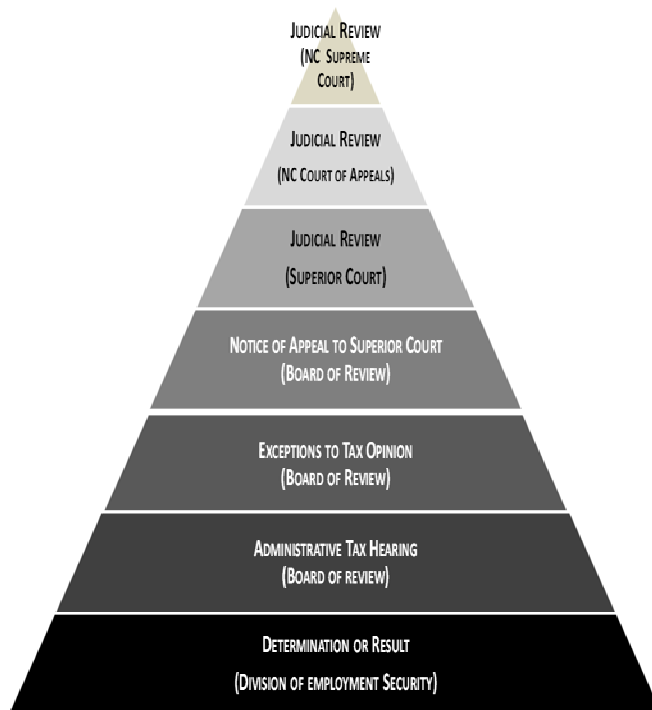 Judicial Review
(NC Supreme
Court)
Judicial Review
(NC Court of Appeals)
Judicial Review
(Superior Court)
Notice of Appeal to Superior Court
(Board of Review)
Exceptions to Tax Opinion
(Board of Review)
Administrative Tax Hearing
(Board of review)
Determination or Result
(Division of employment Security)